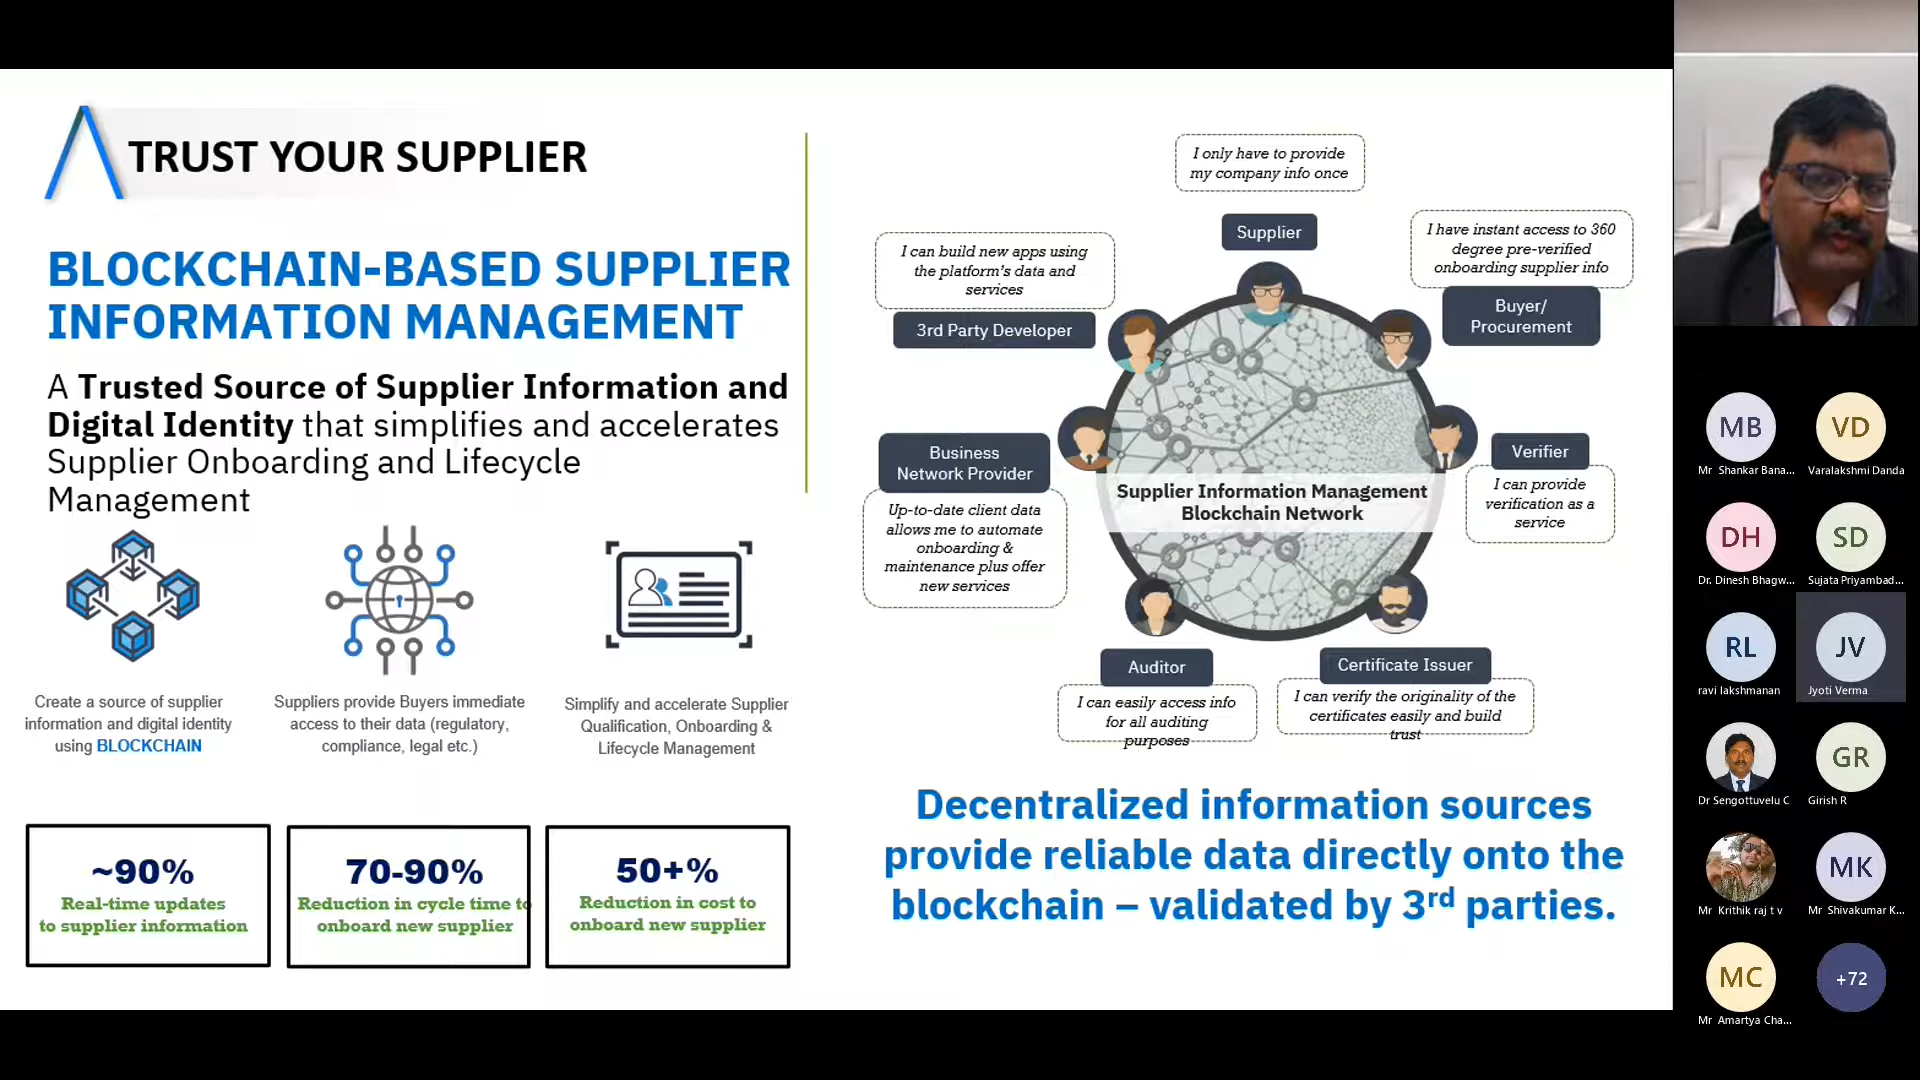 TRUST YOUR SUPPLIER
BLOCKCHAIN-BASED SUPPLIER
INFORMATION MANAGEMENT
A Trusted Source of Supplier Information and
Digital Identity that simplifies and accelerates
Supplier Onboarding and Lifecycle
Management
Create a source of supplier
information and digital identity
using BLOCKCHAIN
Suppliers provide Buyers immediate
access to their data (regulatory,
compliance, legal etc.)
Simplify and accelerate Supplier
Qualification, Onboarding &
Lifecycle Management
~90%
Real-time updates
to supplier information
70-90%
Reduction in cycle time to
onboard new supplier
50+%
Reduction in cost to
onboard new supplier
I only have to provide
my company info once
Supplier
I can build new apps using
the platform's data and
services
3rd Party Developer
I have instant access to 360
degree pre-verified
onboarding supplier info
Buyer/
Procurement
Business
Network Provider
Up-to-date client data
allows me to automate
onboarding &
maintenance plus offer
new services
Verifier
I can provide
verification as a
service
Supplier Information Management
Blockchain Network
Auditor
I can easily access info
for all auditing
purposes
Certificate Issuer
I can verify the originality of the
certificates easily and build
trust
Decentralized information sources
provide reliable data directly onto the
blockchain – validated by 3rd parties.
MB
Mr Shankar Bana...
VD
Varalakshmi Danda
DH
Dr. Dinesh Bhagw...
SD
Sujata Priyambad...
RL
ravi lakshmanan
JV
Jyoti Verma
Dr Sengottuvelu C
GR
Girish R
Mr Krithik raj t v
MK
Mr Shivakumar K...
MC
Mr Amartya Cha...
+72